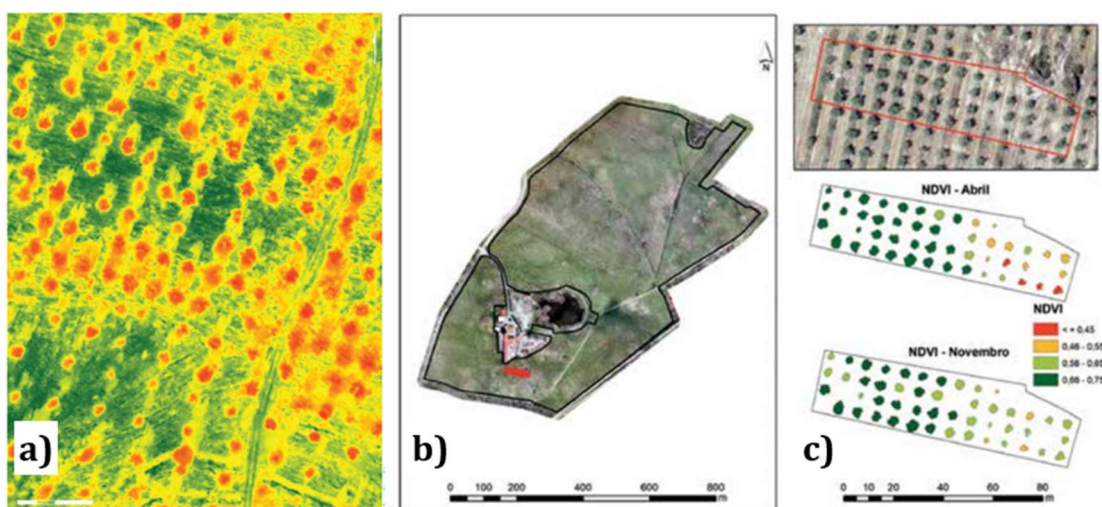 a)
N
b)
0 100 200 400 600 800
m
NDVI - Abril
NDVI
< = 0,45
0,46 - 0,55
0,56 - 0,65
0,66 - 0,75
NDVI - Novembro
c)
0 10 20 40 60 80
m